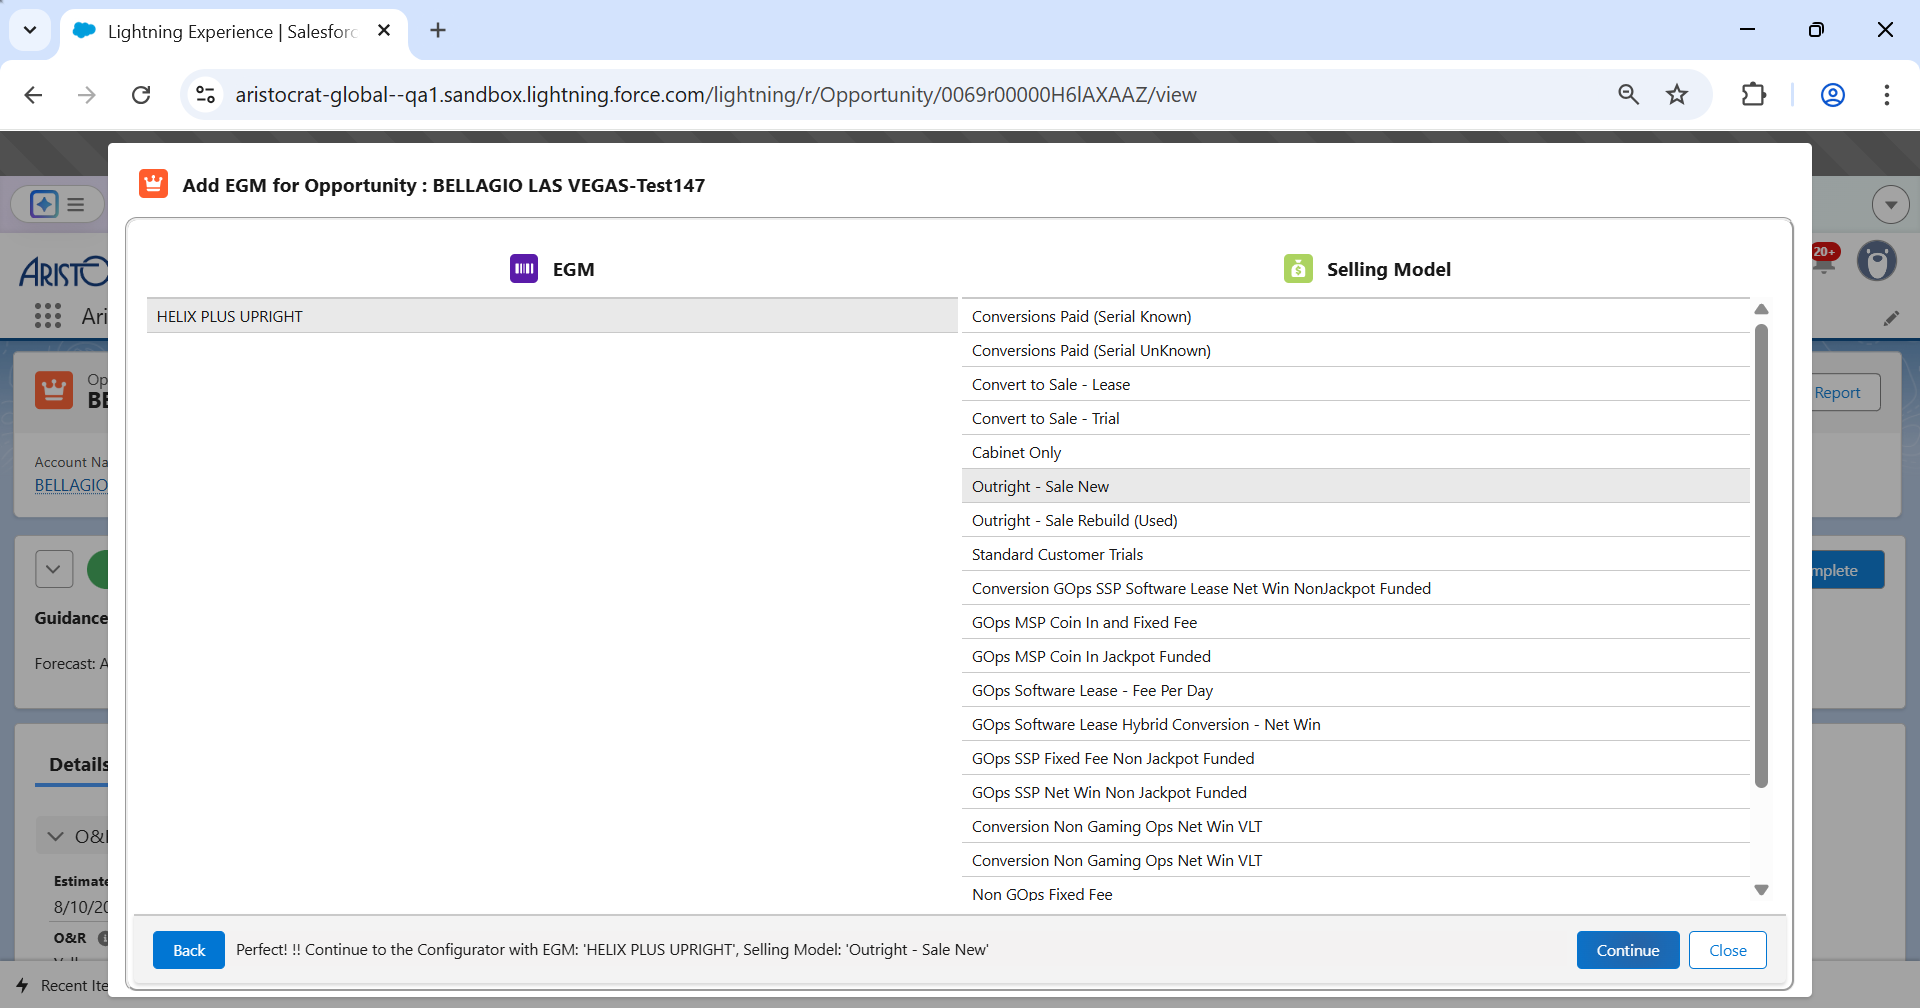 Lightning Experience | Salesforc
aristocrat-global--qa1.sandbox.lightning.force.com/lightning/r/Opportunity/0069r00000H6lAXAAZ/view
Add EGM for Opportunity : BELLAGIO LAS VEGAS-Test147
EGM
Selling Model
HELIX PLUS UPRIGHT
Conversions Paid (Serial Known)
Conversions Paid (Serial UnKnown)
Convert to Sale - Lease
Convert to Sale - Trial
Cabinet Only
Outright - Sale New
Outright - Sale Rebuild (Used)
Standard Customer Trials
Conversion GOps SSP Software Lease Net Win NonJackpot Funded
GOps MSP Coin In and Fixed Fee
GOps MSP Coin In Jackpot Funded
GOps Software Lease - Fee Per Day
GOps Software Lease Hybrid Conversion - Net Win
GOps SSP Fixed Fee Non Jackpot Funded
GOps SSP Net Win Non Jackpot Funded
Conversion Non Gaming Ops Net Win VLT
Conversion Non Gaming Ops Net Win VLT
Non GOps Fixed Fee
Back
Perfect! !! Continue to the Configurator with EGM: 'HELIX PLUS UPRIGHT', Selling Model: 'Outright - Sale New'
Continue
Close
ARISTO
Ari
20+
Op
BE
Report
Account Na
BELLAGIO
mplete
Guidance
Forecast: A
Details
O&
Estimate
8/10/20
O&R
Recent Ite